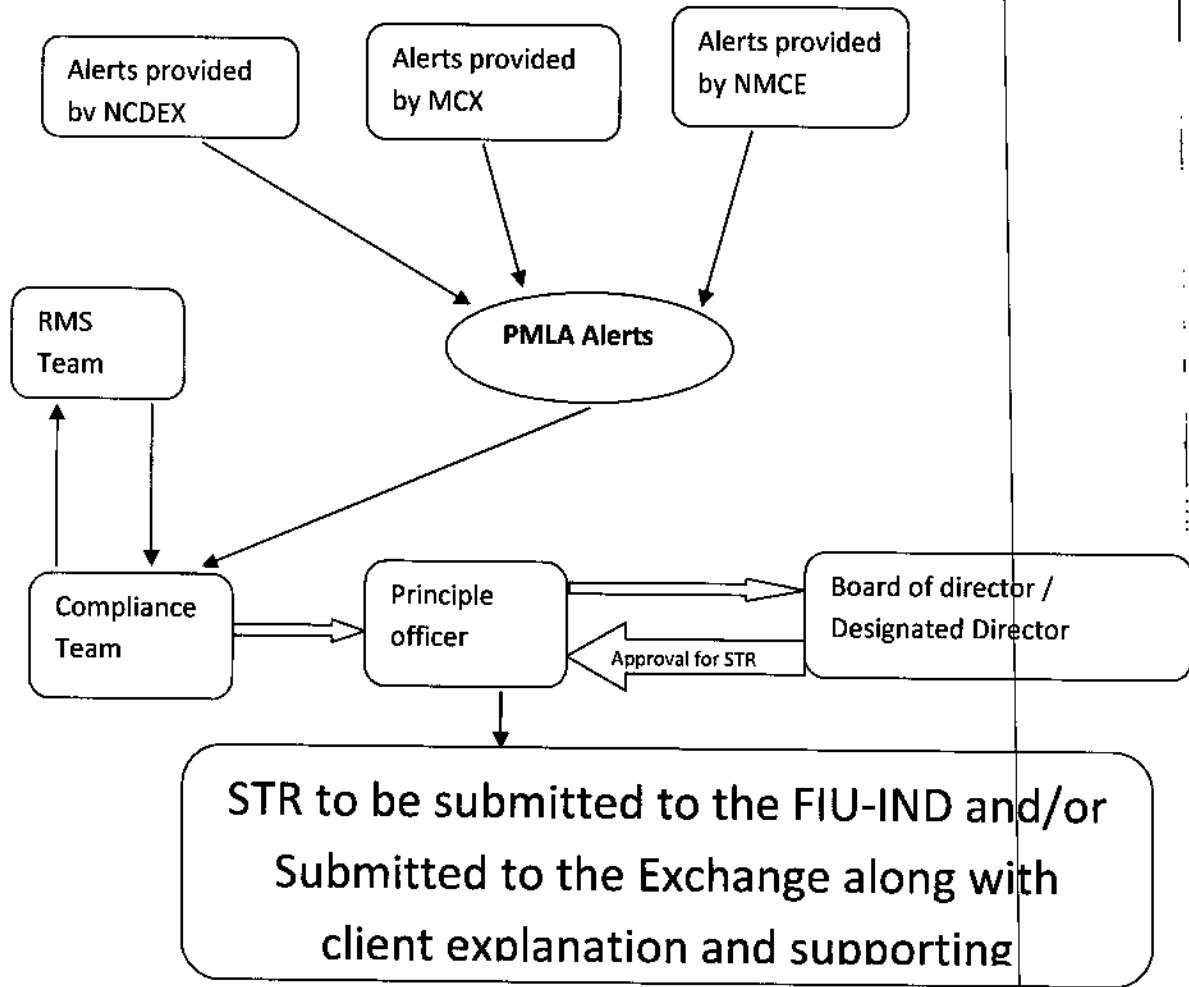 Alerts provided
by NCDEX
Alerts provided
by MCX
Alerts provided
by NMCE
RMS
Team
PMLA Alerts
Compliance
Team
Principle
officer
Board of director /
Designated Director
Approval for STR
STR to be submitted to the FIU-IND and/or
Submitted to the Exchange along with
client explanation and supporting